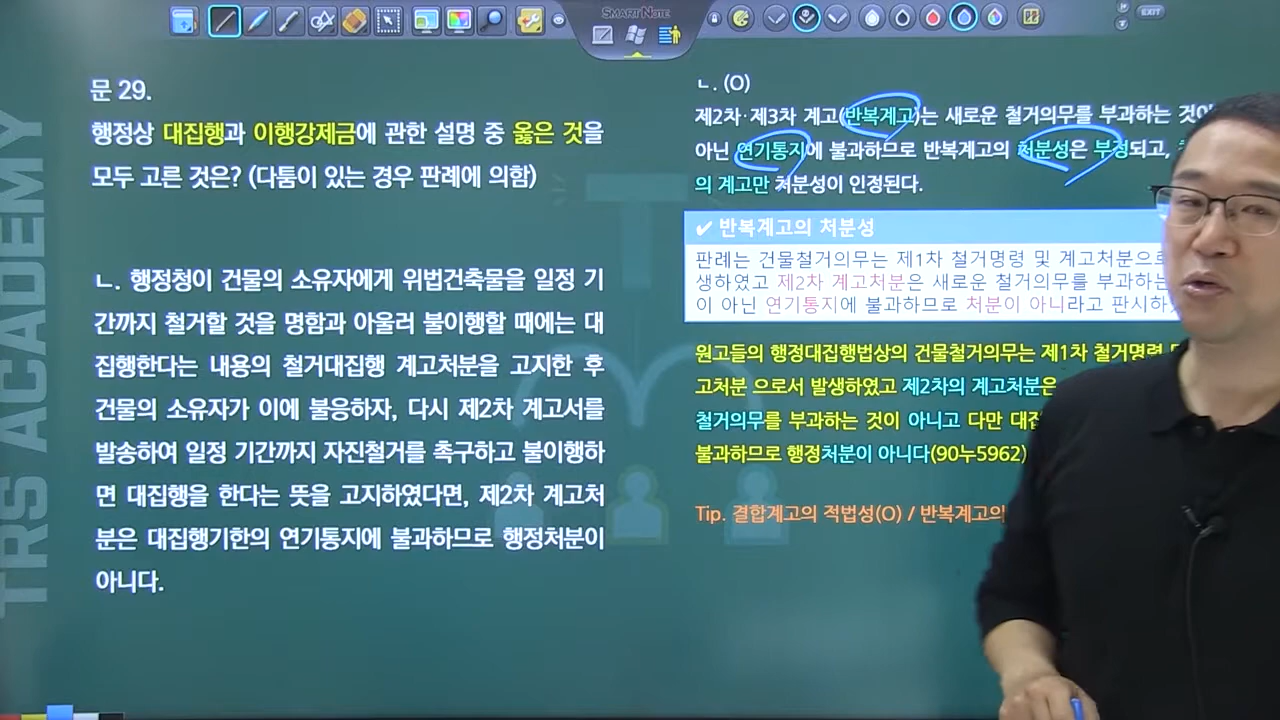 SMARTNOTE
EXIT
TRS ACADEMY
문 29.
행정상 대집행과 이행강제금에 관한 설명 중 옳은 것을
모두 고른 것은? (다툼이 있는 경우 판례에 의함)
ㄴ. 행정청이 건물의 소유자에게 위법건축물을 일정 기
간까지 철거할 것을 명함과 아울러 불이행할 때에는 대
집행한다는 내용의 철거대집행 계고처분을 고지한 후
건물의 소유자가 이에 불응하자, 다시 제2차 계고서를
발송하여 일정 기간까지 자진철거를 촉구하고 불이행하
면 대집행을 한다는 뜻을 고지하였다면, 제2차 계고처
분은 대집행기한의 연기통지에 불과하므로 행정처분이
아니다.
ㄴ. (O)
제2차·제3차 계고(반복계고)는 새로운 철거의무를 부과하는 것이
아닌 연기통지에 불과하므로 반복계고의 처분성은 부정되고,
의 계고만 처분성이 인정된다.
✔ 반복계고의 처분성
판례는 건물철거의무는 제1차 철거명령 및 계고처분으로
생하였고 제2차 계고처분은 새로운 철거의무를 부과하는
이 아닌 연기통지에 불과하므로 처분이 아니라고 판시하
원고들의 행정대집행법상의 건물철거의무는 제1차 철거명령
고처분 으로서 발생하였고 제2차의 계고처분은
철거의무를 부과하는 것이 아니고 다만
불과하므로 행정처분이 아니다(90누5962)
Tip. 결합계고의 적법성(O) / 반복계고의